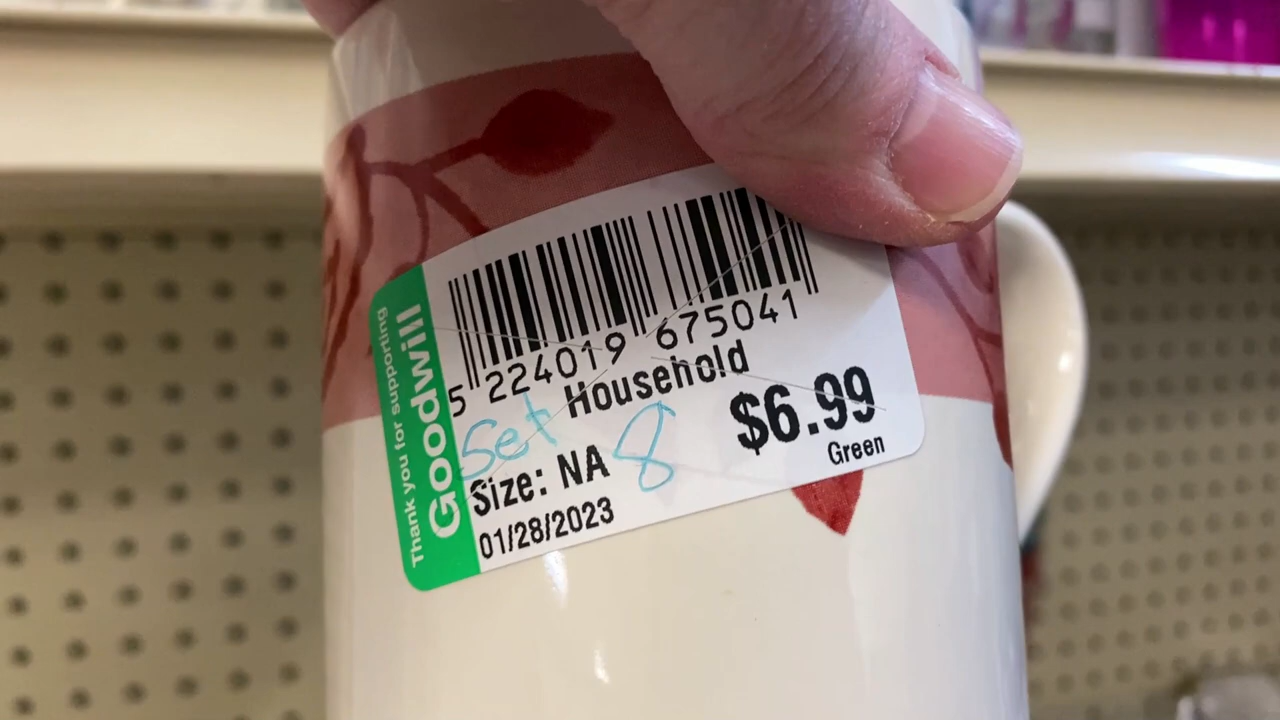 Thank you for supporting
Goodwill
5 224019 675041
Household
Set 8
$6.99
Green
Size: NA
01/28/2023